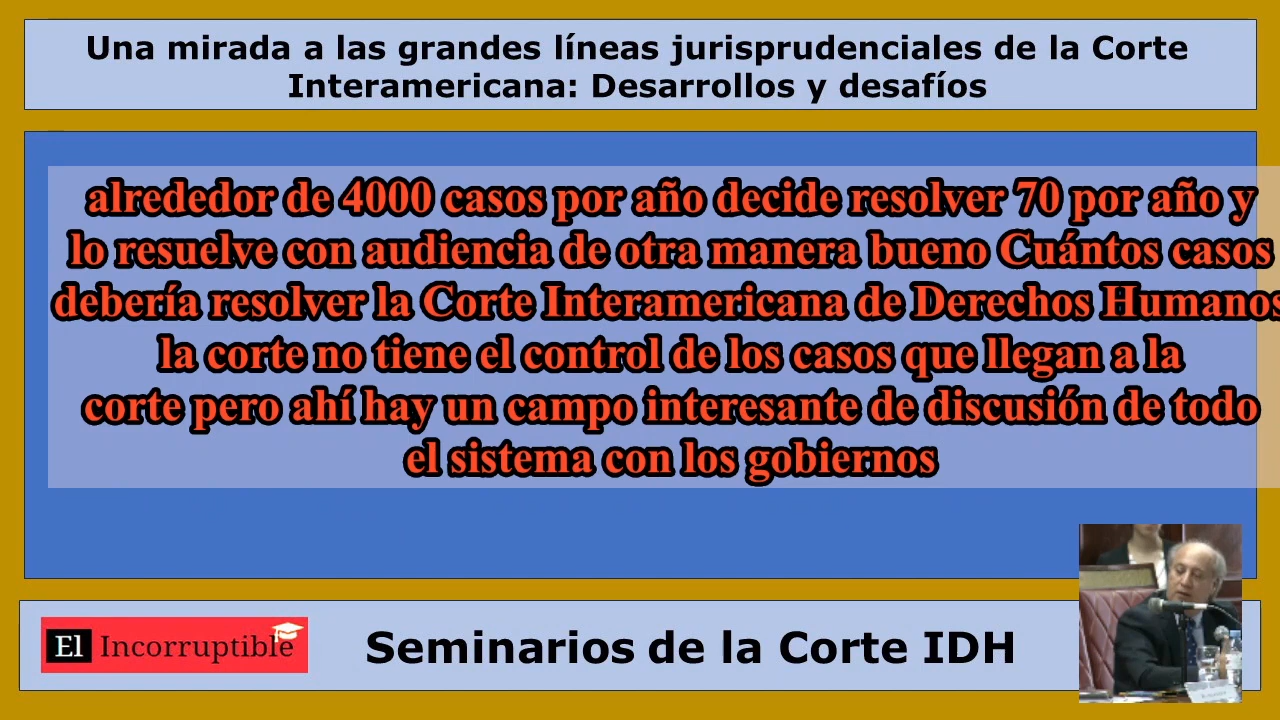 Una mirada a las grandes líneas jurisprudenciales de la Corte
Interamericana: Desarrollos y desafíos
alrededor de 4000 casos por año decide resolver 70 por año y
lo resuelve con audiencia de otra manera bueno Cuántos casos
debería resolver la Corte Interamericana de Derechos Humanos
la corte no tiene el control de los casos que llegan a la
corte pero ahí hay un campo interesante de discusión de todo
el sistema con los gobiernos
El Incorruptible
Seminarios de la Corte IDH